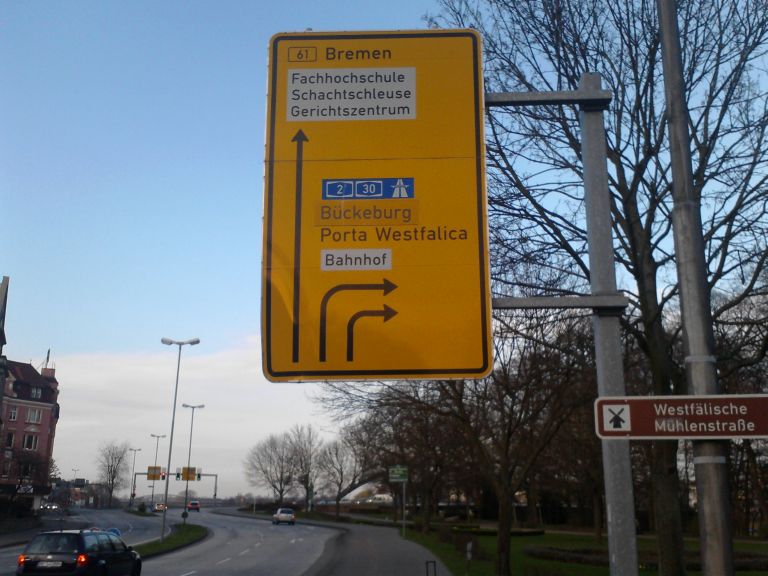 61 Bremen
Fachhochschule
Schachtschleuse
Gerichtszentrum
2 30
Bückeburg
Porta Westfalica
Bahnhof
Westfälische
Mühlenstraße